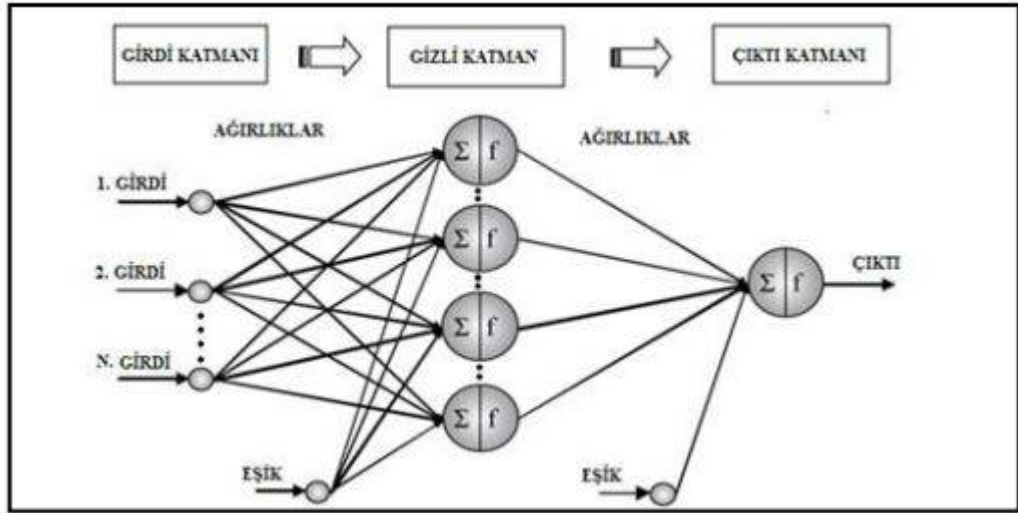 GİRDİ KATMANI
GİZLİ KATMAN
ÇIKTI KATMANI
AĞIRLIKLAR
AĞIRLIKLAR
Σ f
1. GİRDİ
Σ f
2. GİRDİ
Σ f
ÇIKTI
Σ f
N. GİRDİ
Σ f
EŞİK
EŞİK